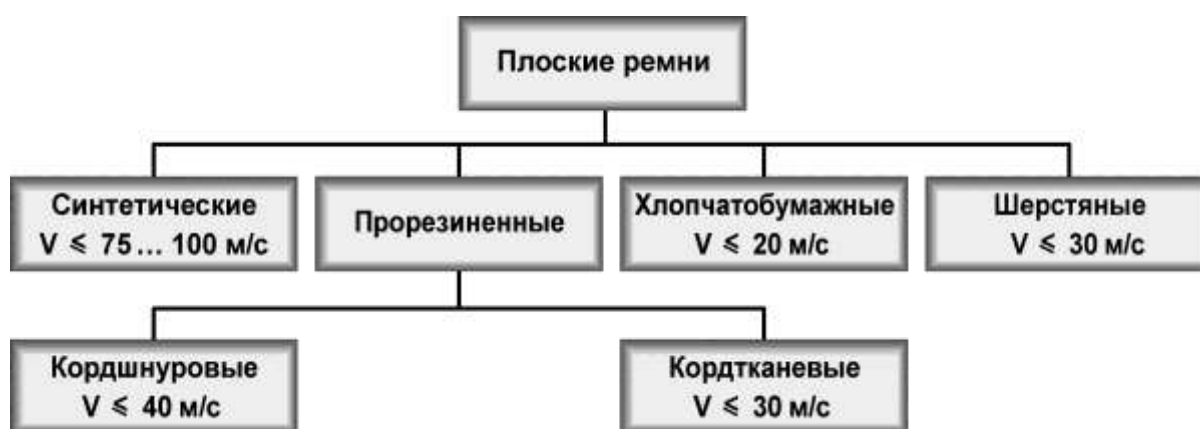 Плоские ремни
Синтетические
V ⩽ 75... 100 м/с
Прорезиненные
Хлопчатобумажные
V ⩽ 20 м/с
Шерстяные
V ⩽ 30 м/с
Кордшнуровые
V ⩽ 40 м/с
Кордтканевые
V ⩽ 30 м/с